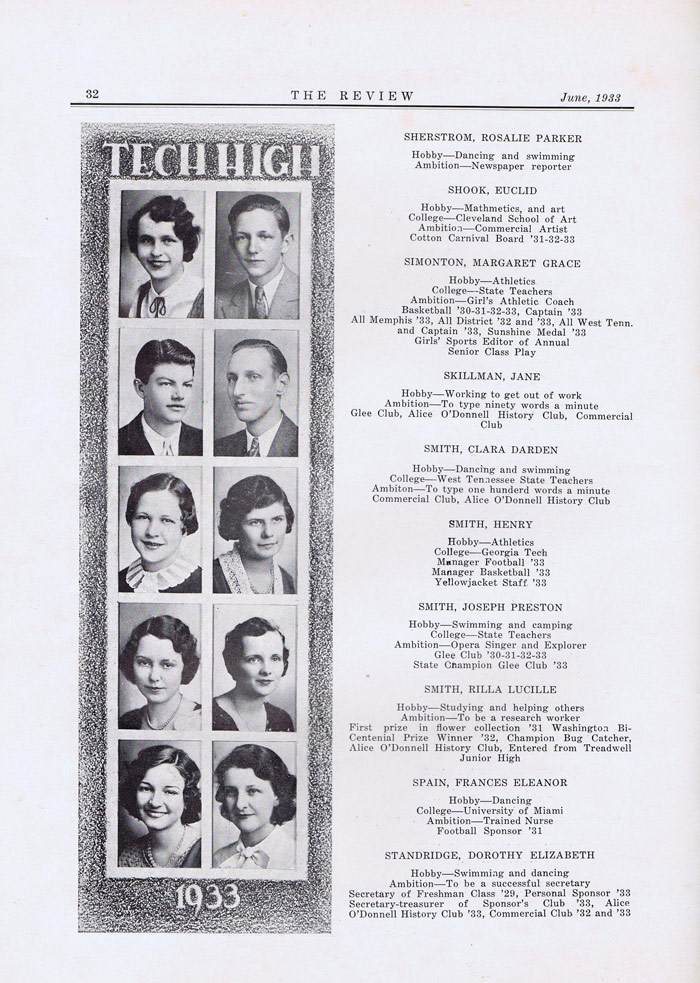 32
THE REVIEW
June, 1933
TECH HIGH
1933
SHERSTROM, ROSALIE PARKER
Hobby—Dancing and swimming
Ambition—Newspaper reporter
SHOOK, EUCLID
Hobby—Mathmetics, and art
College—Cleveland School of Art
Ambition—Commercial Artist
Cotton Carnival Board '31-32-33
SIMONTON, MARGARET GRACE
Hobby—Athletics
College—State Teachers
Ambition—Girl's Athletic Coach
Basketball '30-31-32-33, Captain '33
All Memphis '33, All District '32 and '33, All West Tenn.
and Captain '33, Sunshine Medal '33
Girls' Sports Editor of Annual
Senior Class Play
SKILLMAN, JANE
Hobby—Working to get out of work
Ambition—To type ninety words a minute
Glee Club, Alice O'Donnell History Club, Commercial
Club
SMITH, CLARA DARDEN
Hobby—Dancing and swimming
College—West Tennessee State Teachers
Ambiton—To type one hunderd words a minute
Commercial Club, Alice O'Donnell History Club
SMITH, HENRY
Hobby—Athletics
College—Georgia Tech
Manager Football '33
Manager Basketball '33
Yellowjacket Staff '33
SMITH, JOSEPH PRESTON
Hobby—Swimming and camping
College—State Teachers
Ambition—Opera Singer and Explorer
Glee Club '30-31-32-33
State Champion Glee Club '33
SMITH, RILLA LUCILLE
Hobby—Studying and helping others
Ambition—To be a research worker
First prize in flower collection '31 Washington Bi-
Centenial Prize Winner '32, Champion Bug Catcher,
Alice O'Donnell History Club, Entered from Treadwell
Junior High
SPAIN, FRANCES ELEANOR
Hobby—Dancing
College—University of Miami
Ambition—Trained Nurse
Football Sponsor '31
STANDRIDGE, DOROTHY ELIZABETH
Hobby—Swimming and dancing
Ambition—To be a successful secretary
Secretary of Freshman Class '29, Personal Sponsor '33
Secretary-treasurer of Sponsor's Club '33, Alice
O'Donnell History Club '33, Commercial Club '32 and '33